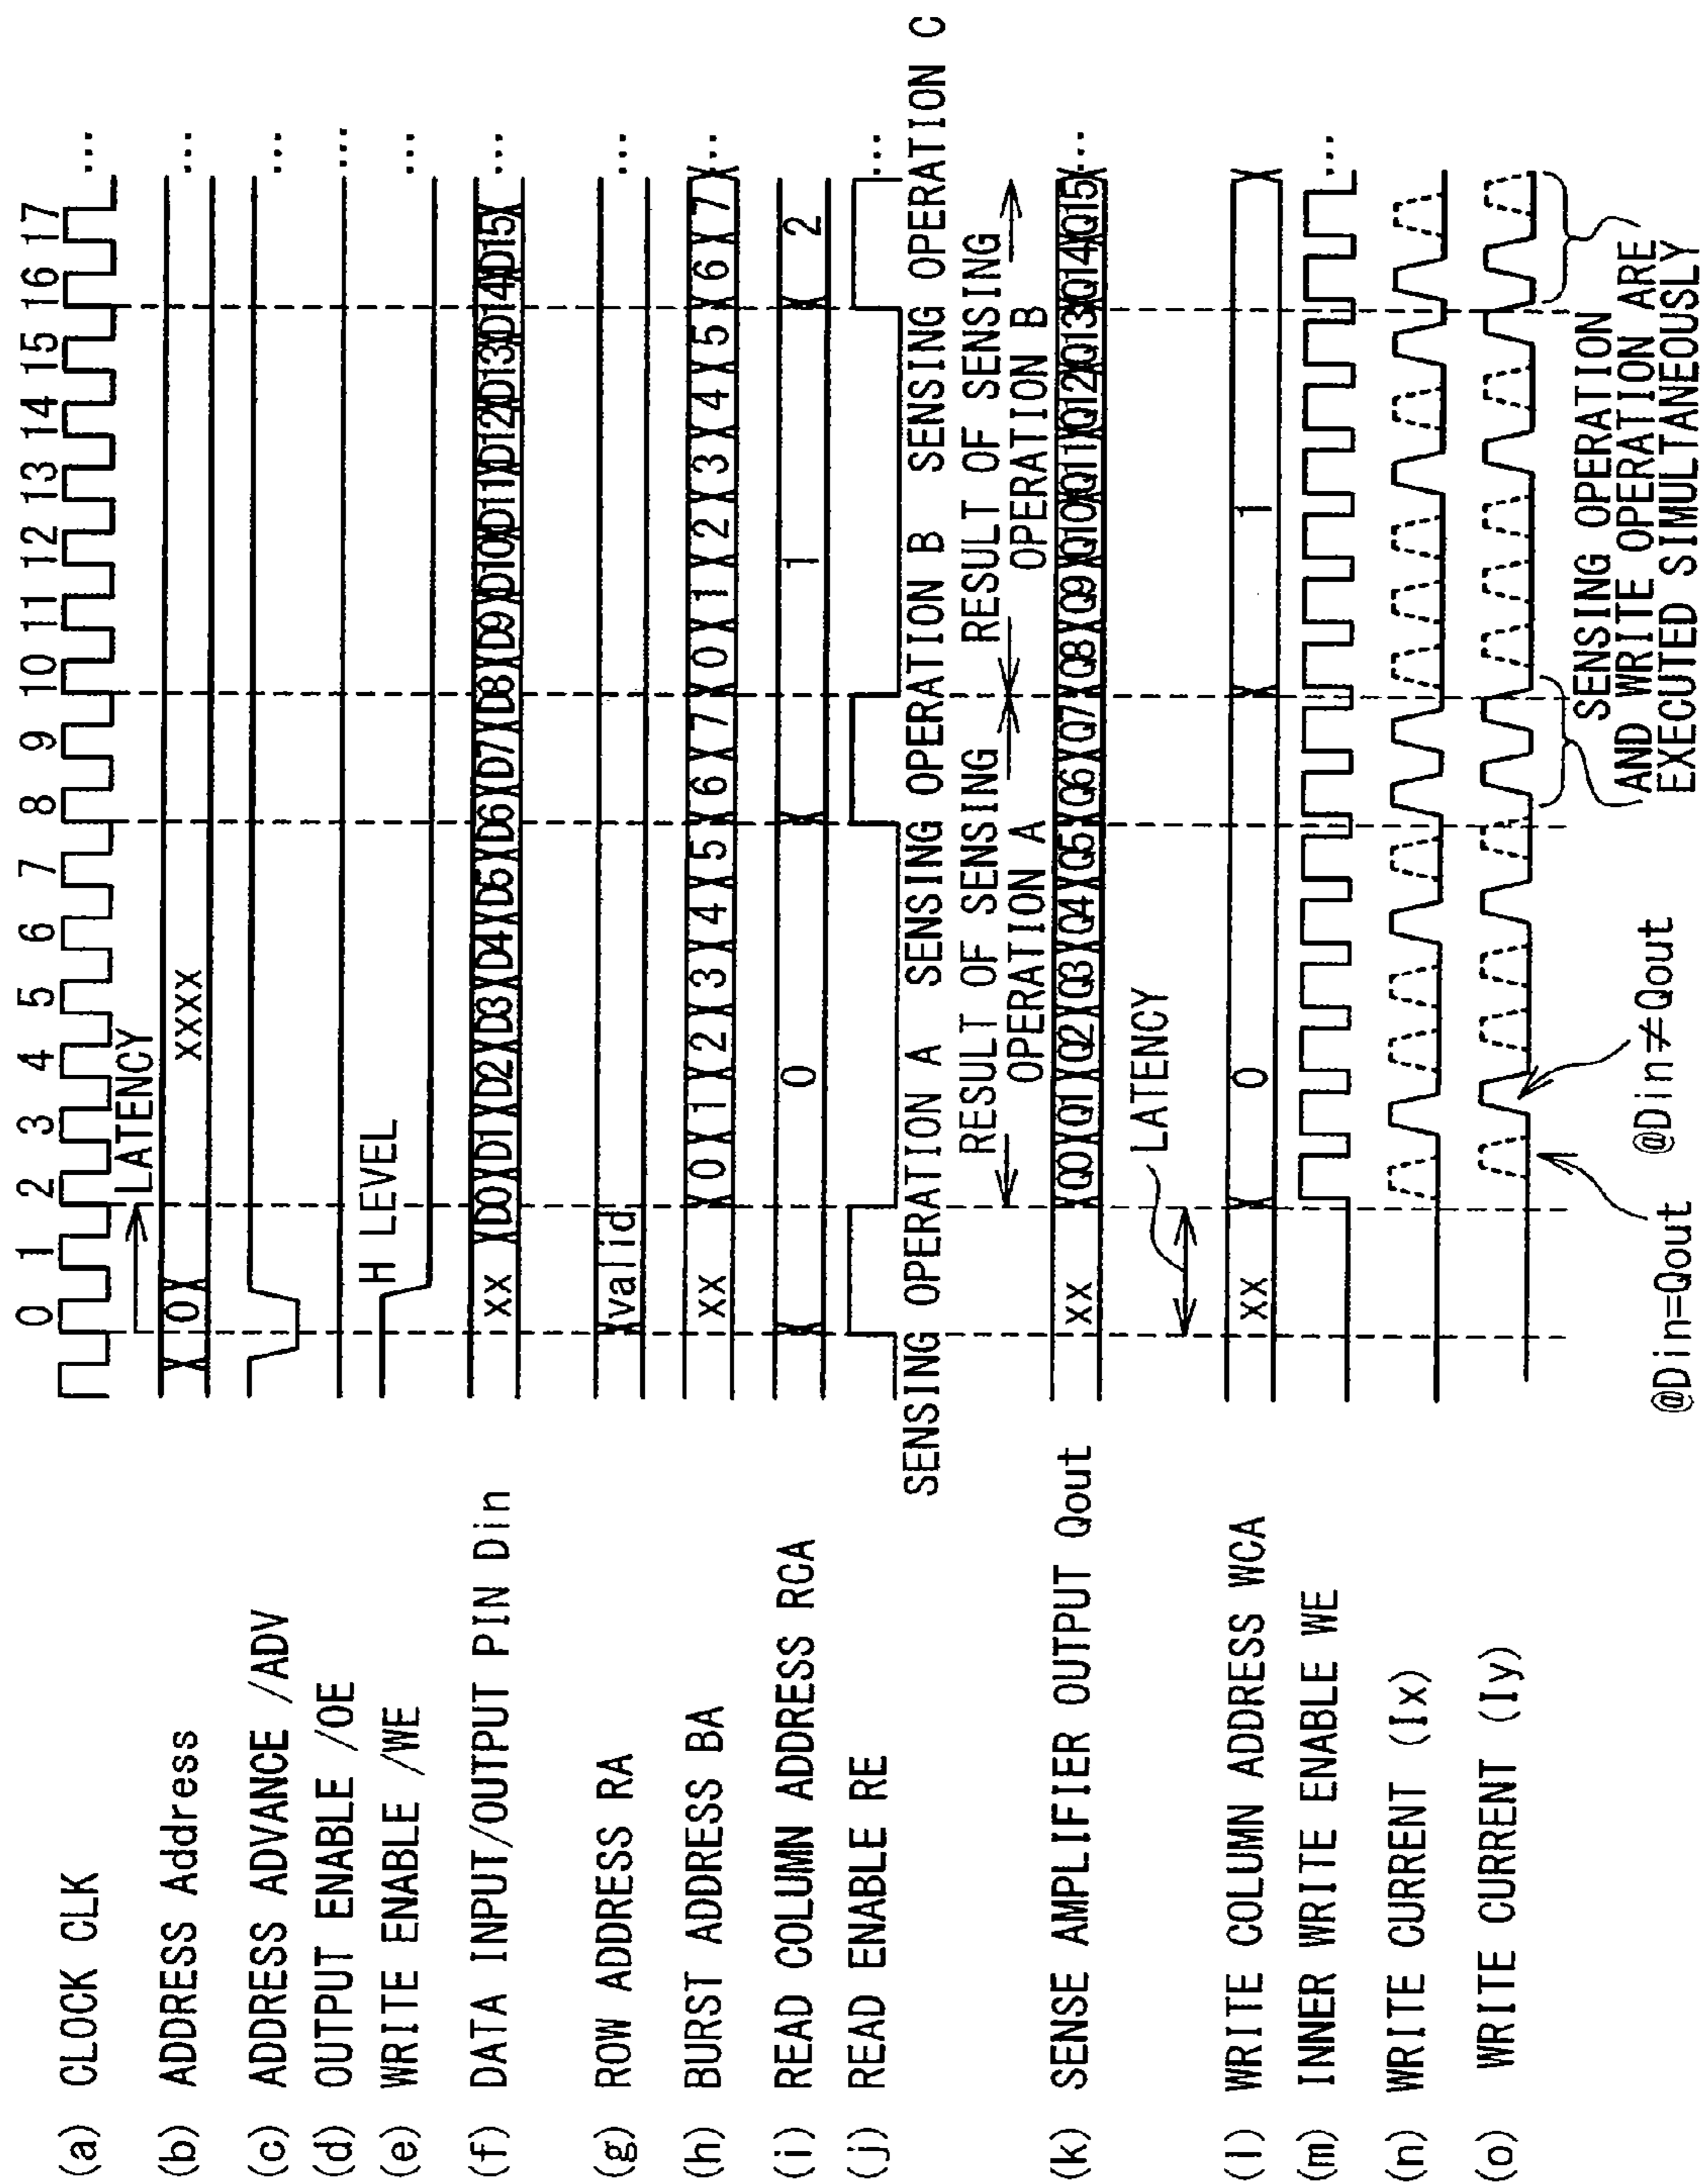 0 1 2 3 4 5 6 7 8 9 10 11 12 13 14 15 16 17
(a) CLOCK CLK ...
LATENCY
(b) ADDRESS Address X 0 X XXXX ...
(c) ADDRESS ADVANCE /ADV ...
(d) OUTPUT ENABLE /OE ...
(e) WRITE ENABLE /WE H LEVEL ...
(f) DATA INPUT/OUTPUT PIN Din XX D0 D1 D2 D3 D4 D5 D6 D7 D8 D9 D10 D11 D12 D13 D14 D15 ...
(g) ROW ADDRESS RA valid ...
(h) BURST ADDRESS BA XX 0 1 2 3 4 5 6 7 0 1 2 3 4 5 6 7 ...
(i) READ COLUMN ADDRESS RCA 0 1 2
(j) READ ENABLE RE ...
SENSING OPERATION A SENSING OPERATION B SENSING OPERATION C
RESULT OF SENSING OPERATION A
RESULT OF SENSING OPERATION B
(k) SENSE AMPLIFIER OUTPUT Qout XX Q0 Q1 Q2 Q3 Q4 Q5 Q6 Q7 Q8 Q9 Q10 Q11 Q12 Q13 Q14 Q15 ...
LATENCY
(l) WRITE COLUMN ADDRESS WCA XX 0 1
(m) INNER WRITE ENABLE WE ...
(n) WRITE CURRENT (Ix)
(o) WRITE CURRENT (Iy)
@Din=Qout @Din≠Qout
SENSING OPERATION
AND WRITE OPERATION ARE
EXECUTED SIMULTANEOUSLY